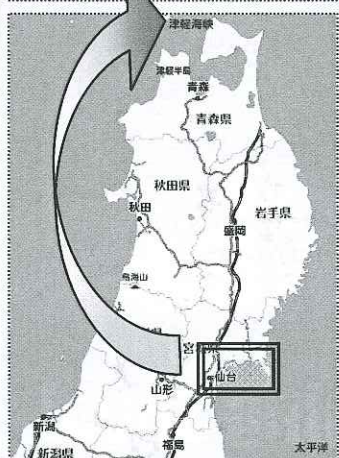 津軽海峡
津軽半島
青森
青森県
秋田県
岩手県
秋田
盛岡
鳥海山
宮
仙台
山形
新潟
福島
新潟県
太平洋